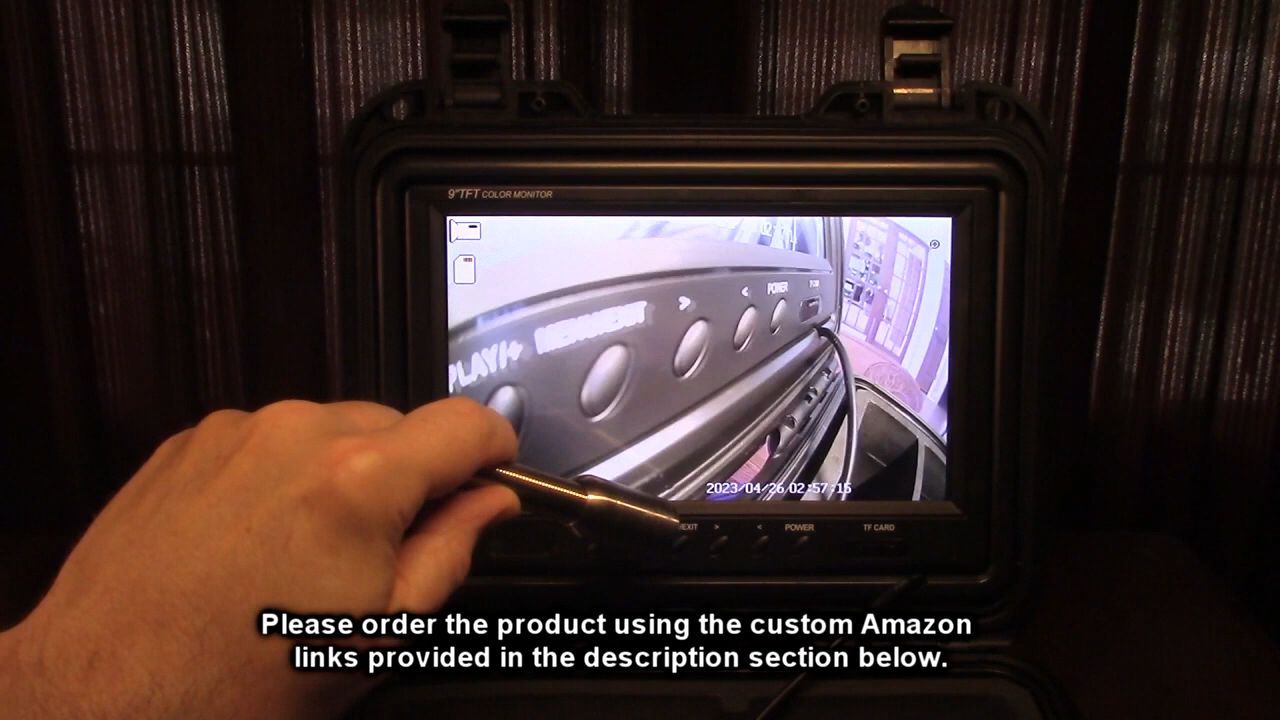 9"TFT COLOR MONITOR
PLAY/+ MENU/EXIT > < POWER
2023/04/26 02:57:15
EXIT > < POWER TF CARD
Please order the product using the custom Amazon
links provided in the description section below.